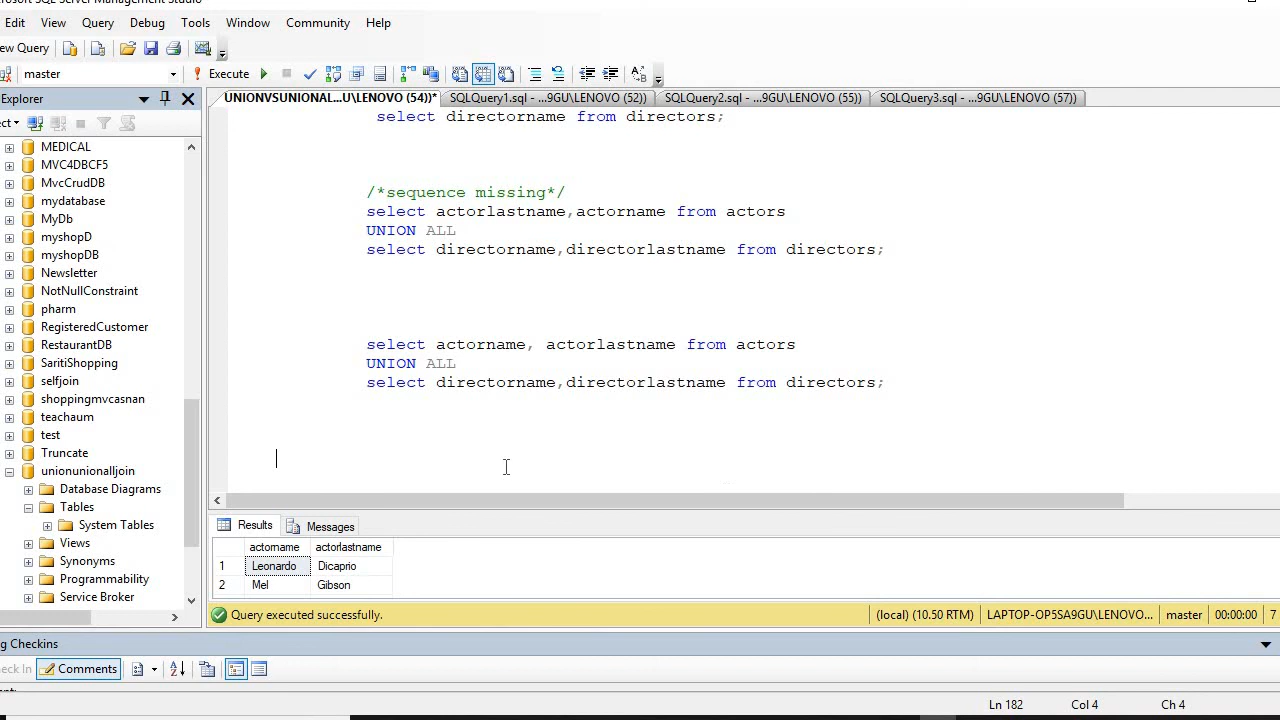 Edit View Query Debug Tools Window Community Help
ew Query
master Execute
Explorer UNIONVSUNIONAL...U\LENOVO (54))* SQLQuery1.sql - ...9GU\LENOVO (52)) SQLQuery2.sql - ...9GU\LENOVO (55)) SQLQuery3.sql - ...9GU\LENOVO (57))
ect
MEDICAL
MVC4DBCF5
MvcCrudDB
mydatabase
MyDb
myshopD
myshopDB
Newsletter
NotNullConstraint
pharm
RegisteredCustomer
RestaurantDB
SaritiShopping
selfjoin
shoppingmvcasnan
teachaum
test
Truncate
unionunionalljoin
Database Diagrams
Tables
System Tables
Views
Synonyms
Programmability
Service Broker
select directorname from directors;
/*sequence missing*/
select actorlastname,actorname from actors
UNION ALL
select directorname,directorlastname from directors;
select actorname, actorlastname from actors
UNION ALL
select directorname,directorlastname from directors;
Results Messages
actorname actorlastname
1 Leonardo Dicaprio
2 Mel Gibson
Query executed successfully. (local) (10.50 RTM) LAPTOP-OP5SA9GU\LENOVO... master 00:00:00 7
g Checkins
eck In Comments
Ln 182 Col 4 Ch 4